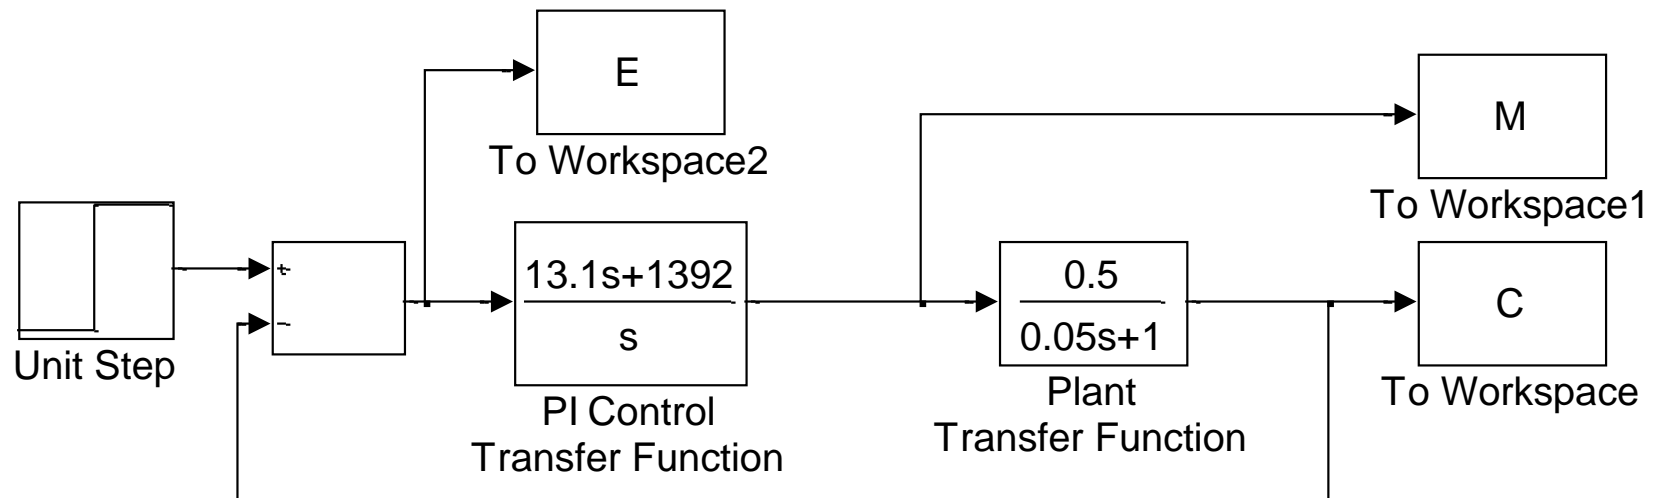 E
To Workspace2
M
To Workspace1
Unit Step
+
−
13.1s+1392
s
PI Control
Transfer Function
0.5
0.05s+1
Plant
Transfer Function
C
To Workspace